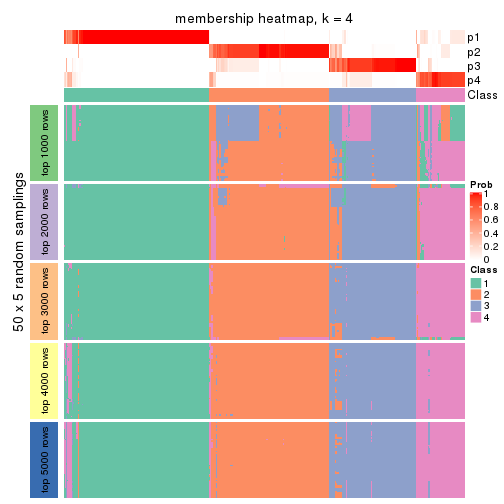 membership heatmap, k = 4
p1
p2
p3
p4
Class
50 x 5 random samplings
top 1000 rows
top 2000 rows
top 3000 rows
top 4000 rows
top 5000 rows
Prob
1
0.8
0.6
0.4
0.2
0
Class
1
2
3
4